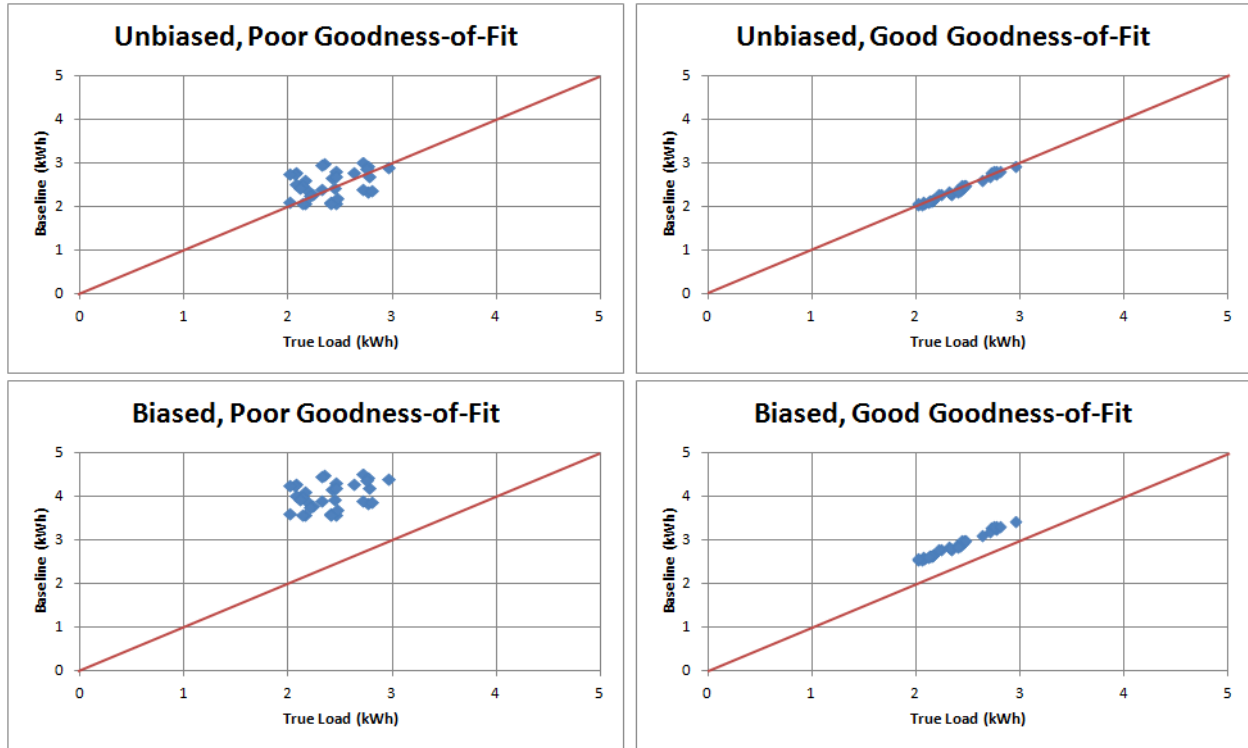 Unbiased, Poor Goodness-of-Fit
5
4
3
2
1
0
Baseline (kWh)
0 1 2 3 4 5
True Load (kWh)
Unbiased, Good Goodness-of-Fit
5
4
3
2
1
0
Baseline (kWh)
0 1 2 3 4 5
True Load (kWh)
Biased, Poor Goodness-of-Fit
5
4
3
2
1
0
Baseline (kWh)
0 1 2 3 4 5
True Load (kWh)
Biased, Good Goodness-of-Fit
5
4
3
2
1
0
Baseline (kWh)
0 1 2 3 4 5
True Load (kWh)